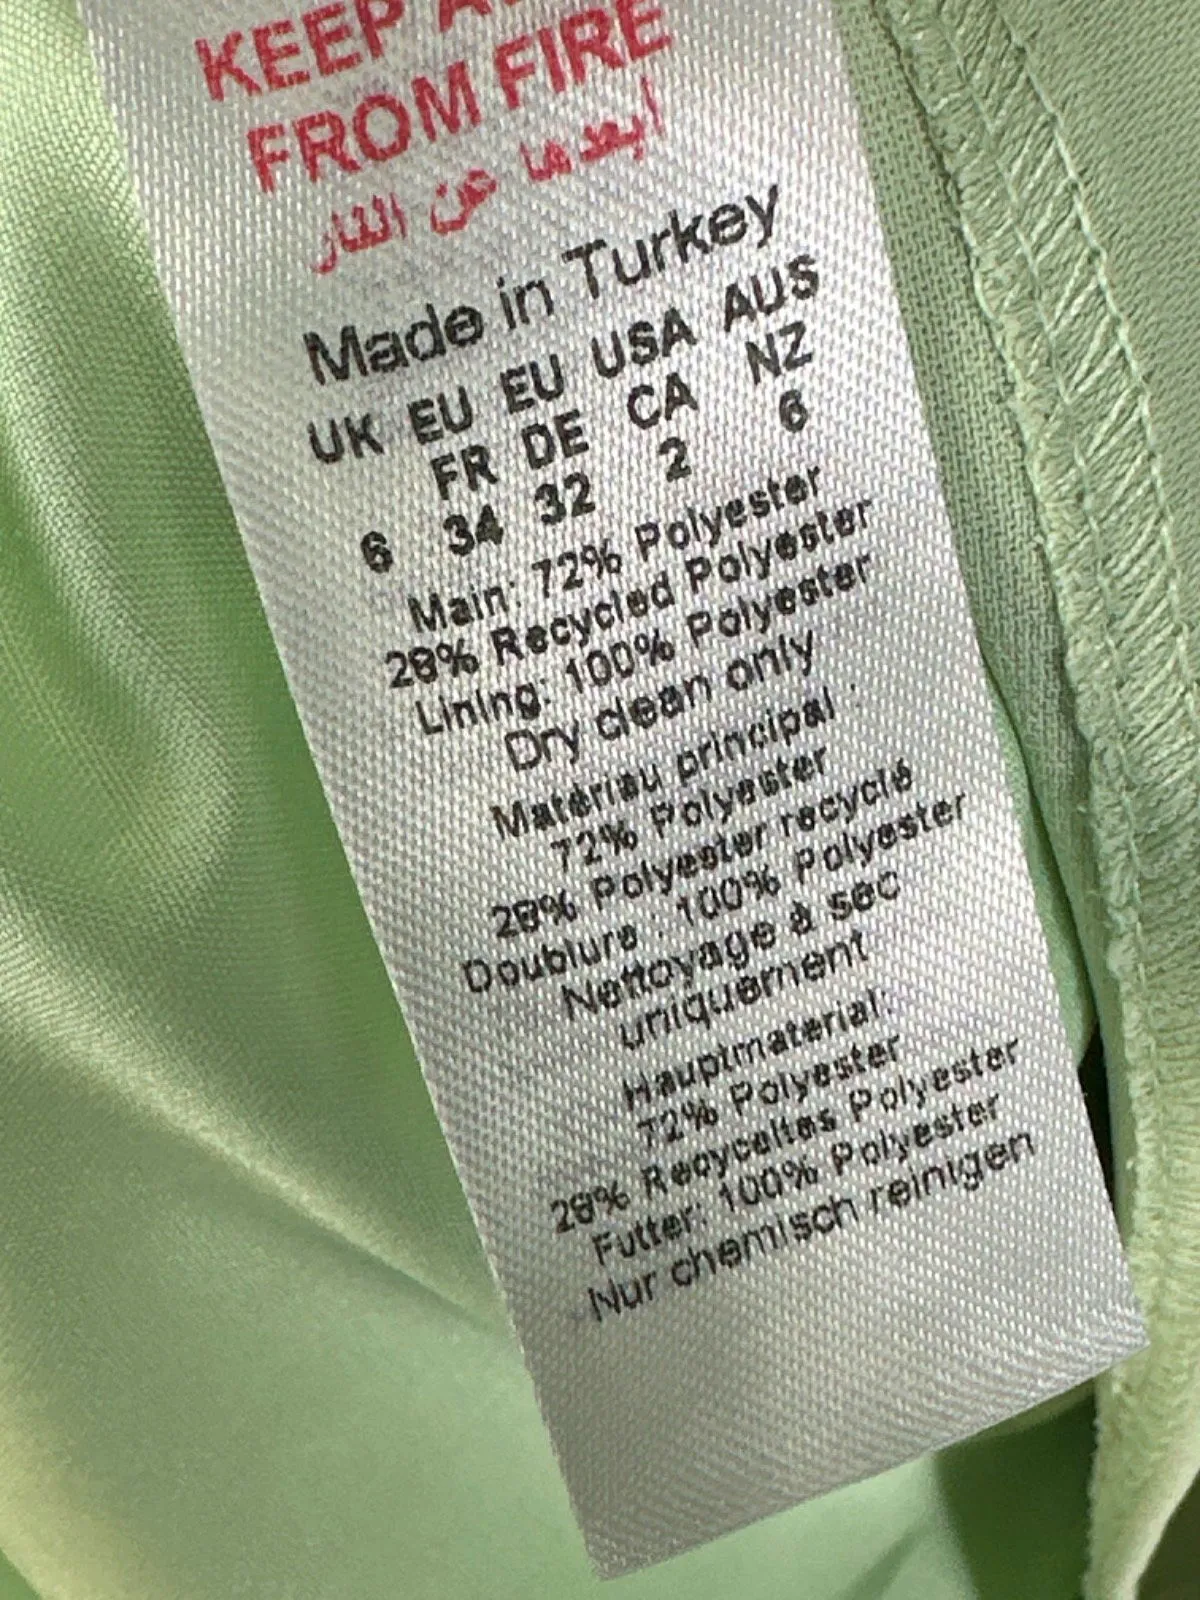 KEEP A
FROM FIRE
ابعدها عن النار
Made in Turkey
UK EU EU USA AUS
FR DE CA NZ
6 34 32 2 6
Main: 72% Polyester
28% Recycled Polyester
Lining: 100% Polyester
Dry clean only
Matériau principal :
72% Polyester
28% Polyester recyclé
Doublure : 100% Polyester
Nettoyage à sec
uniquement
Hauptmaterial:
72% Polyester
28% Recyceltes Polyester
Futter: 100% Polyester
Nur chemisch reinigen